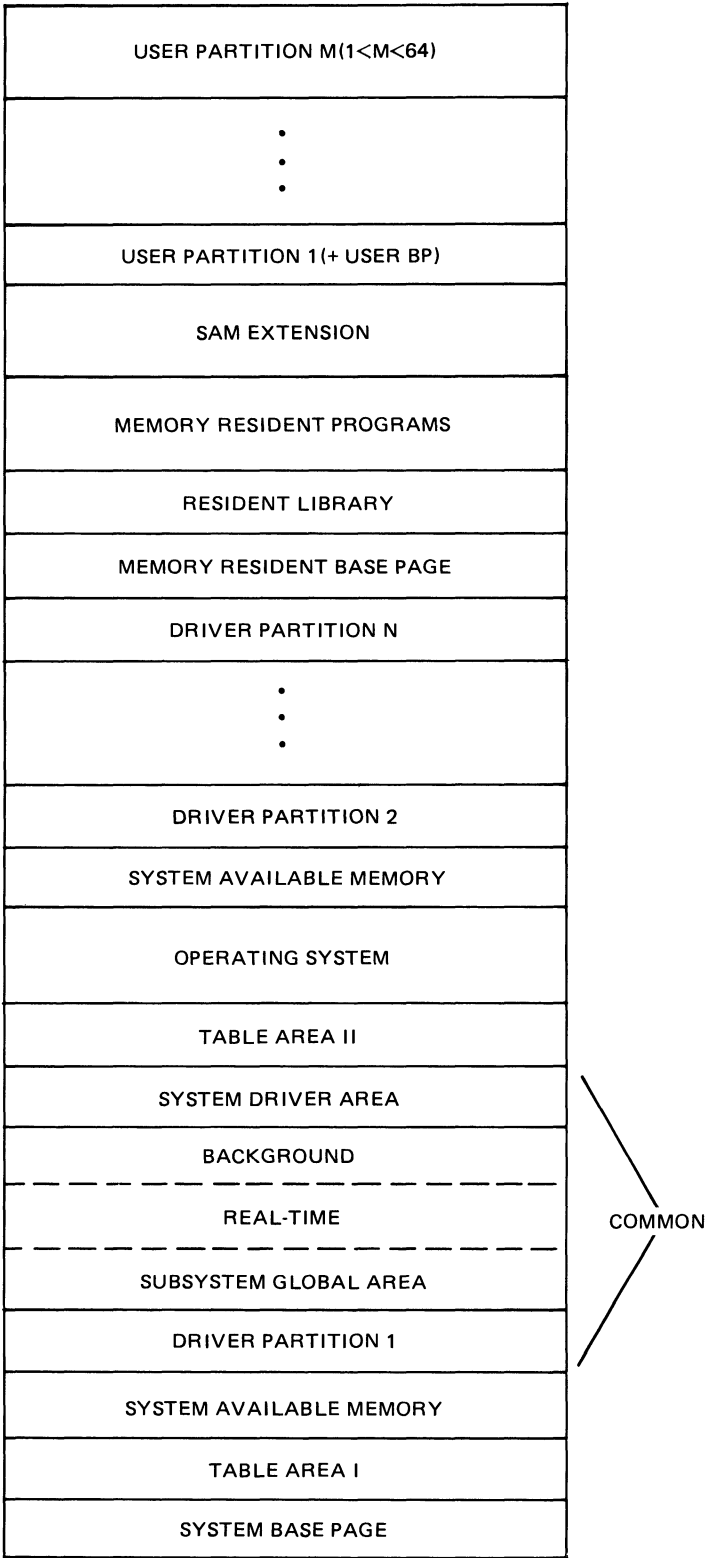 USER PARTITION M(1<M<64)
USER PARTITION 1(+ USER BP)
SAM EXTENSION
MEMORY RESIDENT PROGRAMS
RESIDENT LIBRARY
MEMORY RESIDENT BASE PAGE
DRIVER PARTITION N
DRIVER PARTITION 2
SYSTEM AVAILABLE MEMORY
OPERATING SYSTEM
TABLE AREA II
SYSTEM DRIVER AREA
BACKGROUND
REAL-TIME
COMMON
SUBSYSTEM GLOBAL AREA
DRIVER PARTITION 1
SYSTEM AVAILABLE MEMORY
TABLE AREA I
SYSTEM BASE PAGE